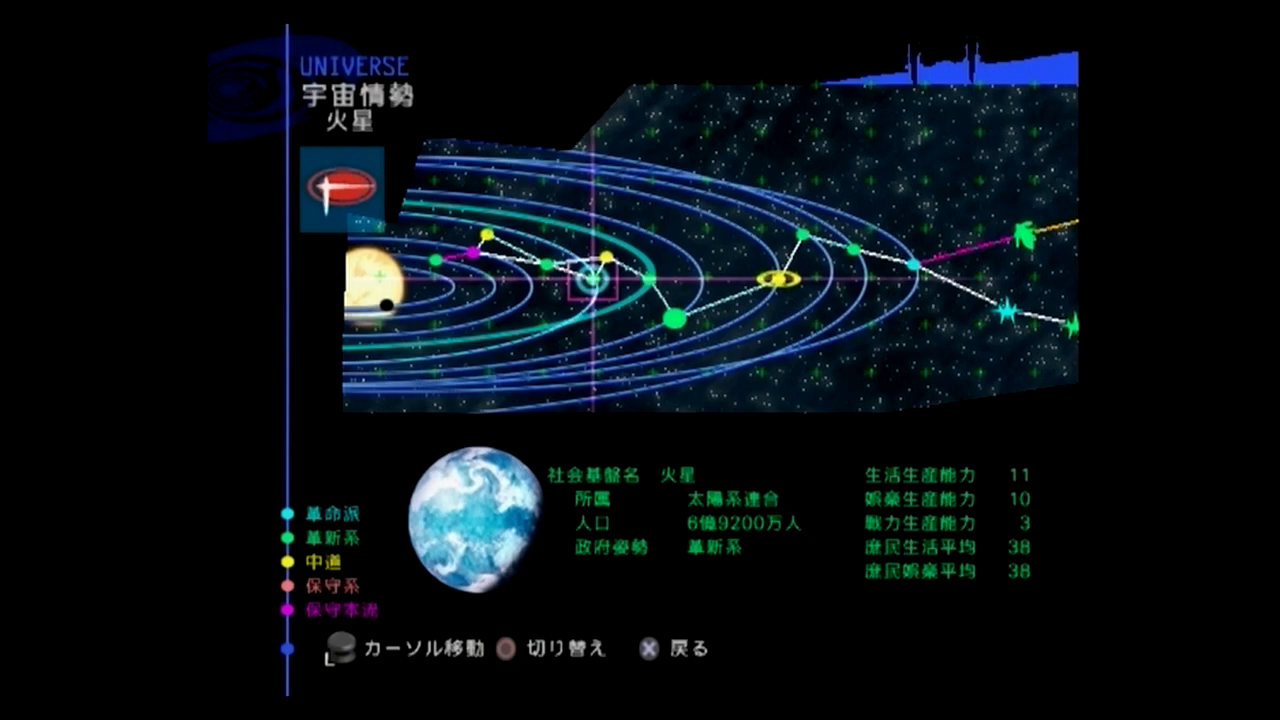 UNIVERSE
宇宙情勢
火星
社会基盤名 火星
所属 太陽系連合
人口 6億9200万人
政府姿勢 革新系
生活生産能力 11
娯楽生産能力 10
戦力生産能力 3
庶民生活平均 38
庶民娯楽平均 38
革命派
革新系
中道
保守系
保守本流
L カーソル移動 切り替え 戻る